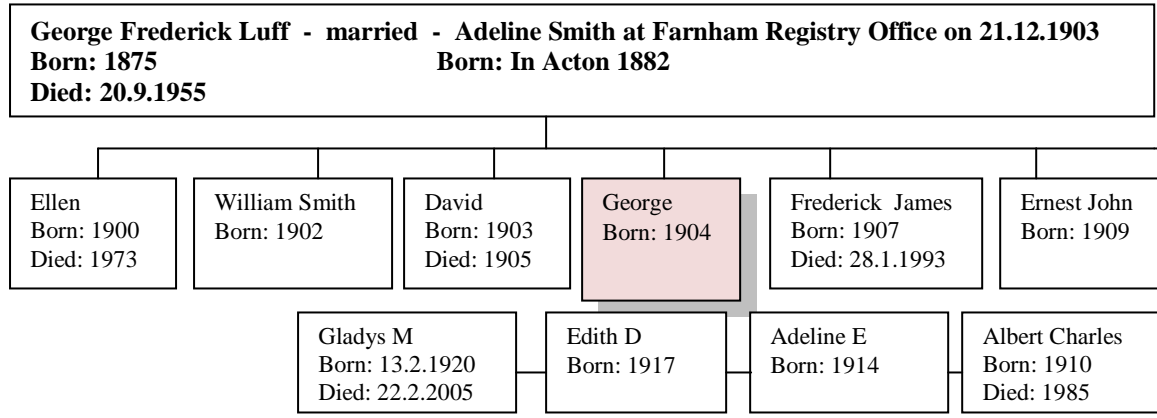 George Frederick Luff - married - Adeline Smith at Farnham Registry Office on 21.12.1903
Born: 1875 Born: In Acton 1882
Died: 20.9.1955
Ellen
Born: 1900
Died: 1973
William Smith
Born: 1902
David
Born: 1903
Died: 1905
George
Born: 1904
Frederick James
Born: 1907
Died: 28.1.1993
Ernest John
Born: 1909
Gladys M
Born: 13.2.1920
Died: 22.2.2005
Edith D
Born: 1917
Adeline E
Born: 1914
Albert Charles
Born: 1910
Died: 1985